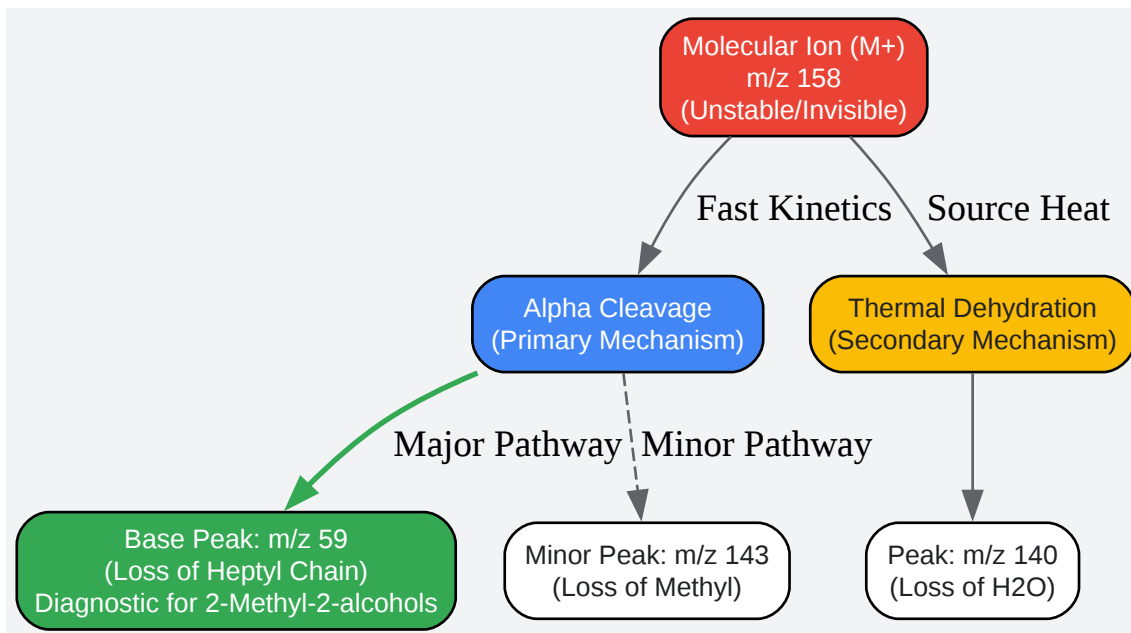 Molecular Ion (M+)
m/z 158
(Unstable/Invisible)
Fast Kinetics
Source Heat
Alpha Cleavage
(Primary Mechanism)
Thermal Dehydration
(Secondary Mechanism)
Major Pathway
Minor Pathway
Base Peak: m/z 59
(Loss of Heptyl Chain)
Diagnostic for 2-Methyl-2-alcohols
Minor Peak: m/z 143
(Loss of Methyl)
Peak: m/z 140
(Loss of H2O)